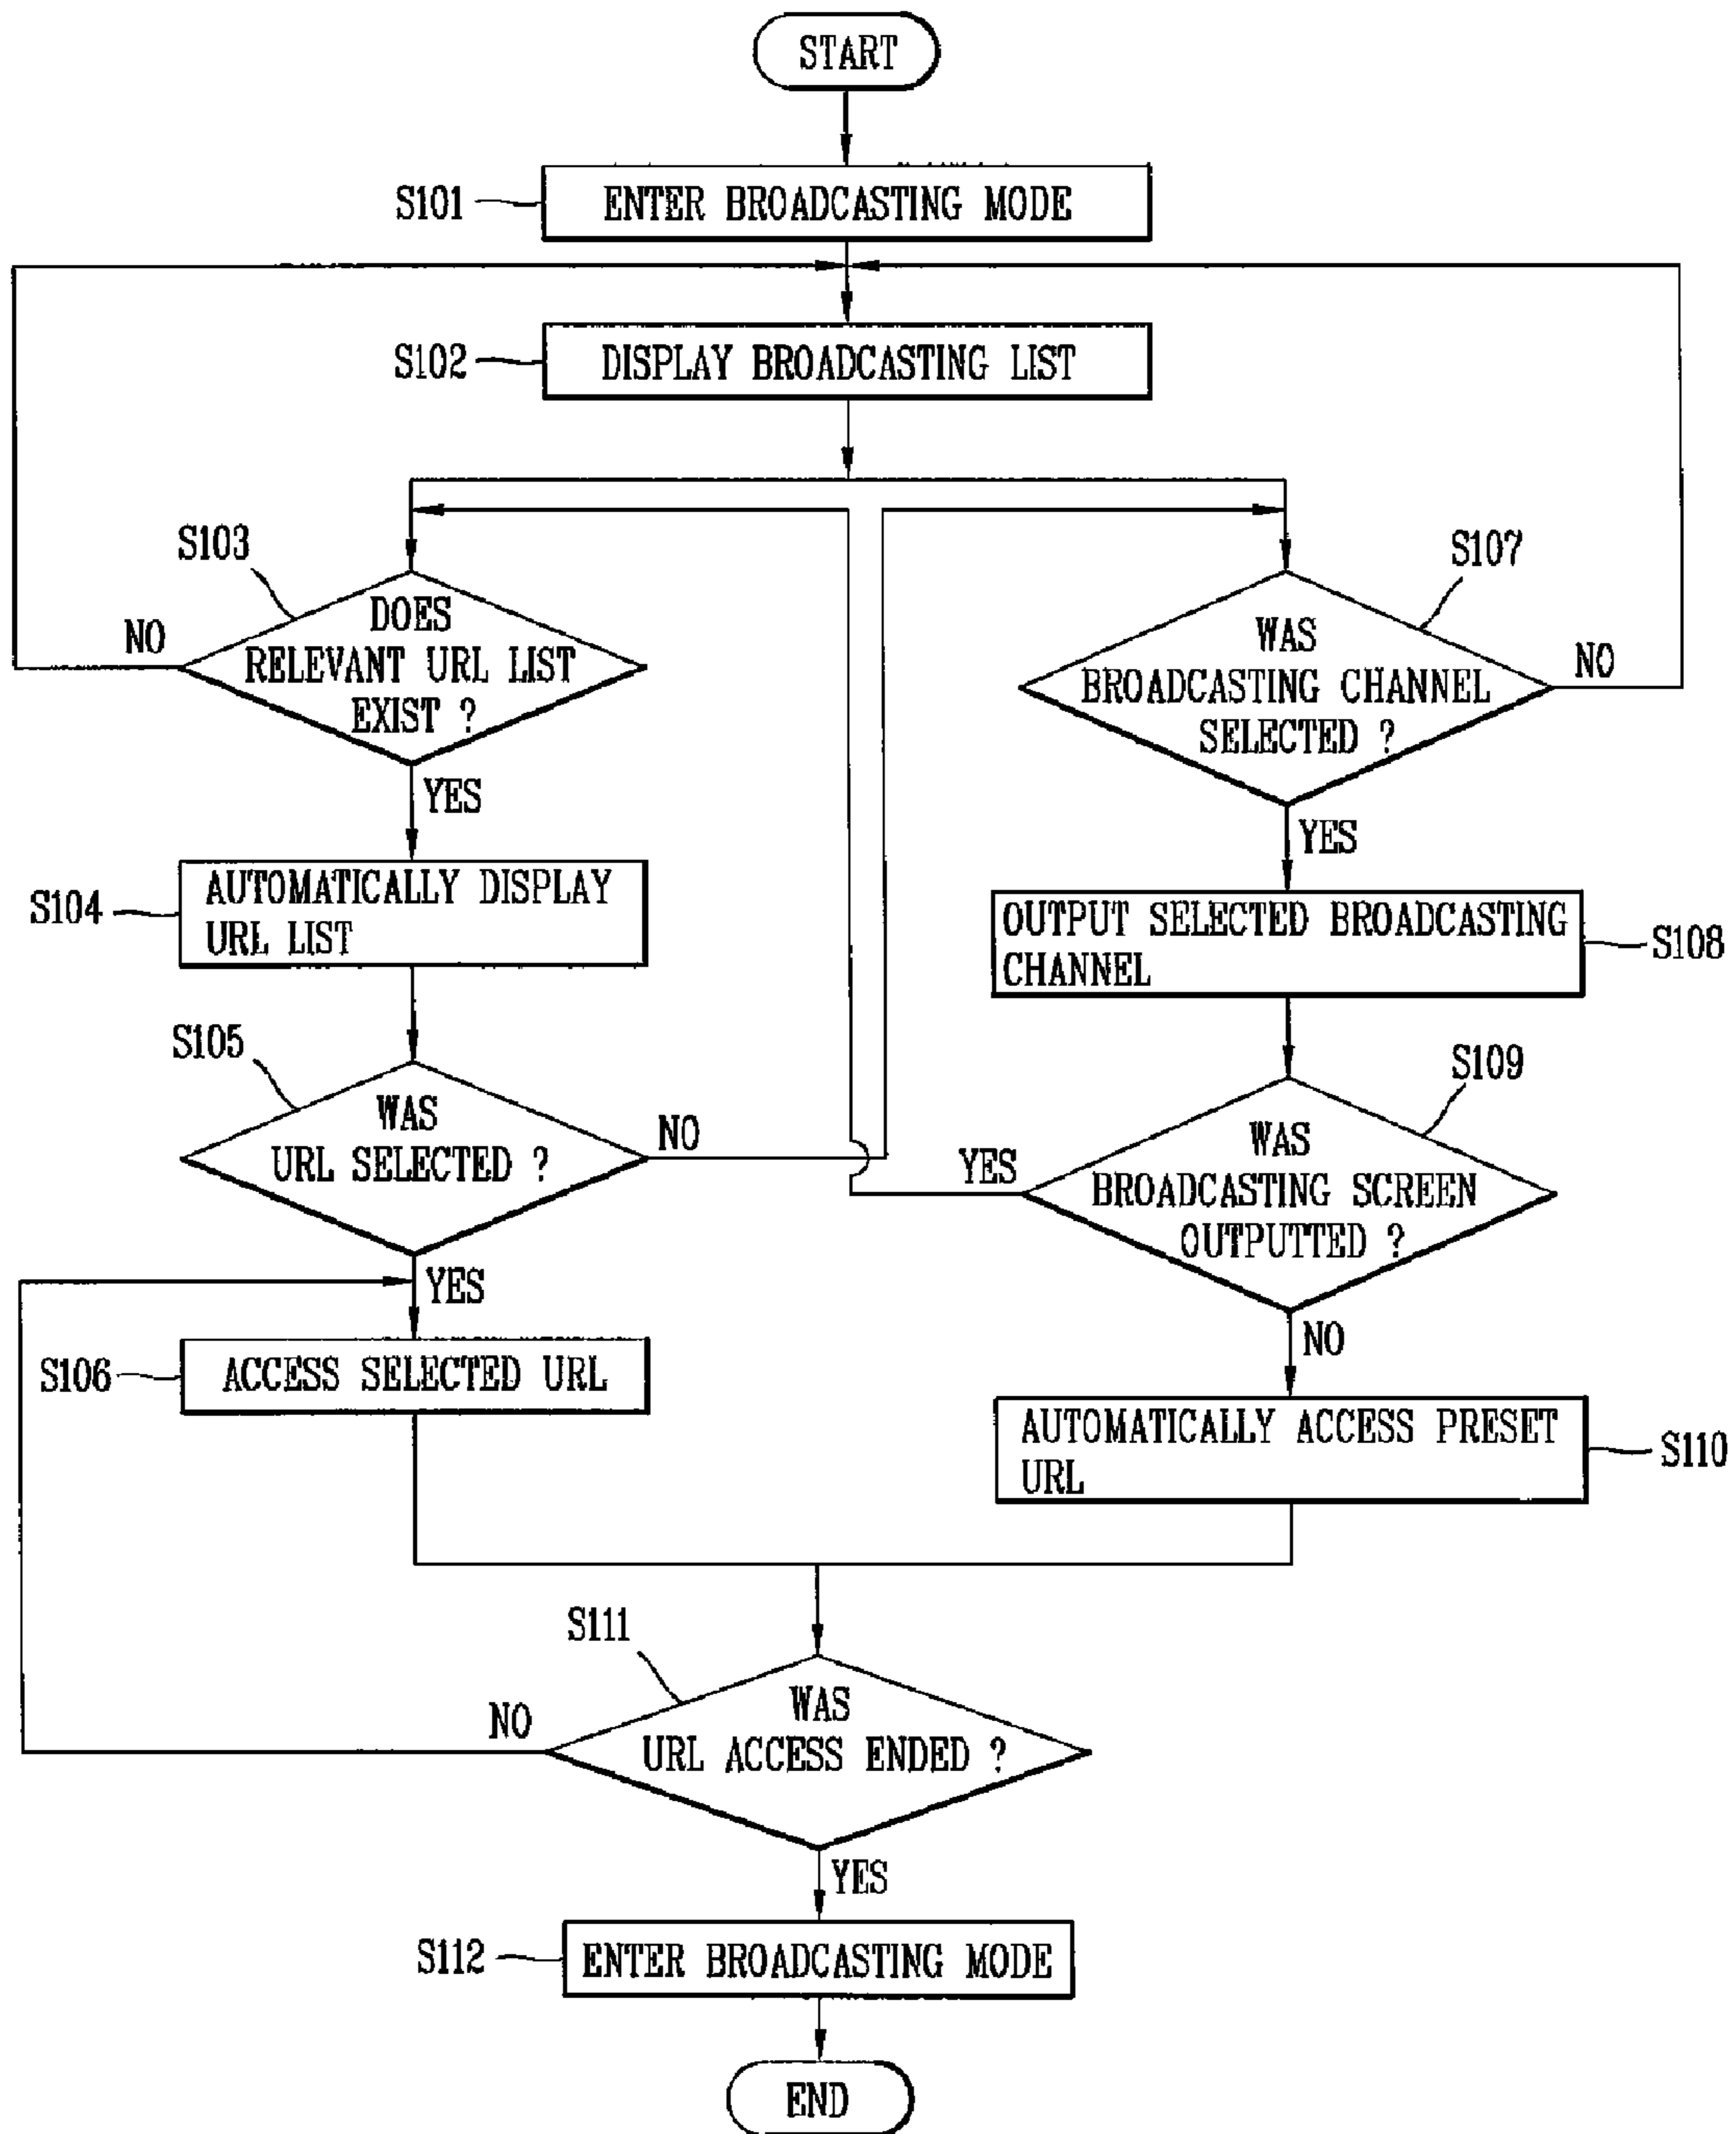 START
S101
ENTER BROADCASTING MODE
S102
DISPLAY BROADCASTING LIST
S103
DOES
RELEVANT URL LIST
EXIST ?
NO
YES
S107
WAS
BROADCASTING CHANNEL
SELECTED ?
NO
YES
S104
AUTOMATICALLY DISPLAY
URL LIST
OUTPUT SELECTED BROADCASTING
CHANNEL
S108
S105
WAS
URL SELECTED ?
NO
YES
S109
WAS
BROADCASTING SCREEN
OUTPUTTED ?
YES
NO
S106
ACCESS SELECTED URL
AUTOMATICALLY ACCESS PRESET
URL
S110
S111
WAS
URL ACCESS ENDED ?
NO
YES
S112
ENTER BROADCASTING MODE
END